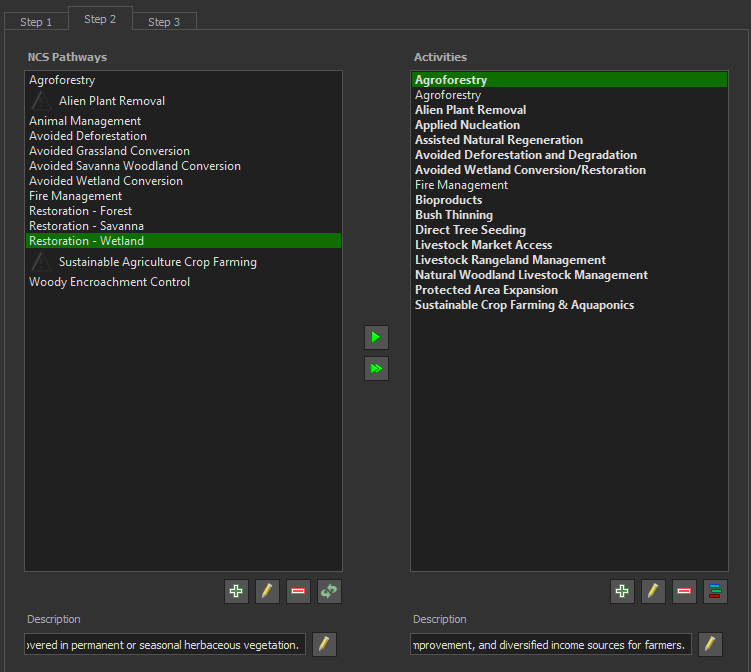 Step 1
Step 2
Step 3
NCS Pathways
Agroforestry
Alien Plant Removal
Animal Management
Avoided Deforestation
Avoided Grassland Conversion
Avoided Savanna Woodland Conversion
Avoided Wetland Conversion
Fire Management
Restoration - Forest
Restoration - Savanna
Restoration - Wetland
Sustainable Agriculture Crop Farming
Woody Encroachment Control
Description
overed in permanent or seasonal herbaceous vegetation.
Activities
Agroforestry
Agroforestry
Alien Plant Removal
Applied Nucleation
Assisted Natural Regeneration
Avoided Deforestation and Degradation
Avoided Wetland Conversion/Restoration
Fire Management
Bioproducts
Bush Thinning
Direct Tree Seeding
Livestock Market Access
Livestock Rangeland Management
Natural Woodland Livestock Management
Protected Area Expansion
Sustainable Crop Farming & Aquaponics
Description
mprovement, and diversified income sources for farmers.